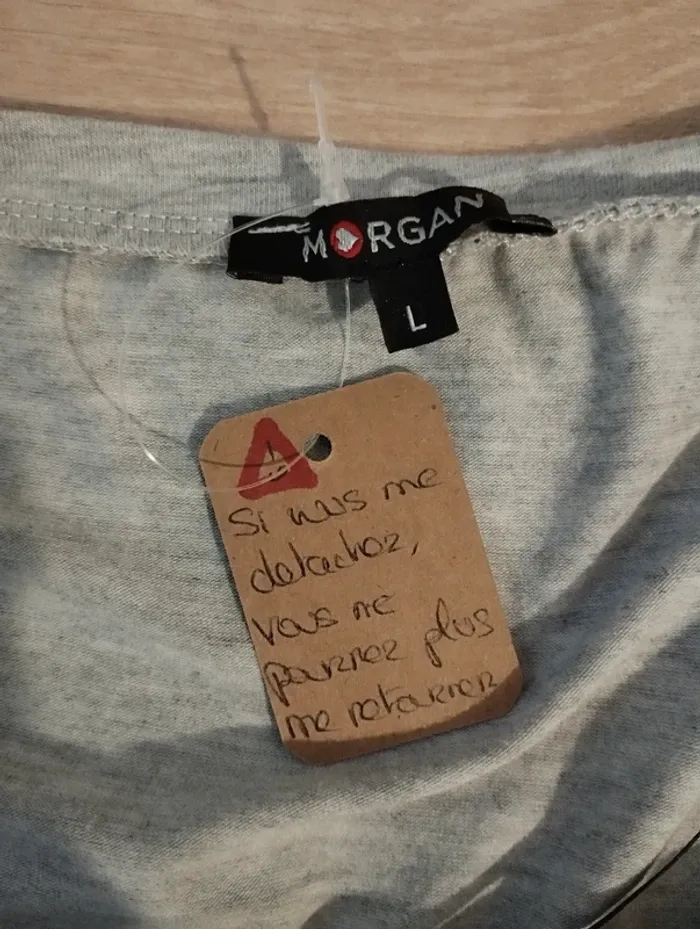 MORGAN
L
!
Si vous me
detachez,
vous ne
pourrez plus
me retourner